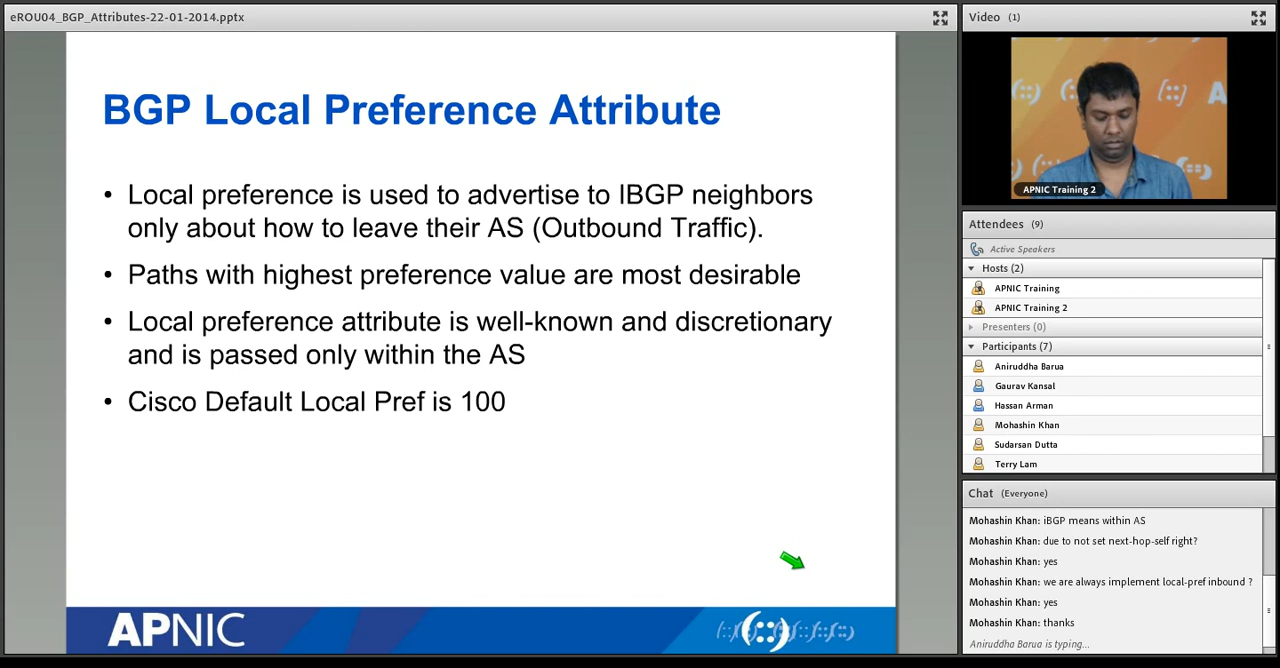 eROU04_BGP_Attributes-22-01-2014.pptx
BGP Local Preference Attribute
• Local preference is used to advertise to IBGP neighbors
only about how to leave their AS (Outbound Traffic).
• Paths with highest preference value are most desirable
• Local preference attribute is well-known and discretionary
and is passed only within the AS
• Cisco Default Local Pref is 100
APNIC
(::)
Video (1)
APNIC Training 2
Attendees (9)
Active Speakers
Hosts (2)
APNIC Training
APNIC Training 2
Presenters (0)
Participants (7)
Aniruddha Barua
Gaurav Kansal
Hassan Arman
Mohashin Khan
Sudarsan Dutta
Terry Lam
Chat (Everyone)
Mohashin Khan: iBGP means within AS
Mohashin Khan: due to not set next-hop-self right?
Mohashin Khan: yes
Mohashin Khan: we are always implement local-pref inbound ?
Mohashin Khan: yes
Mohashin Khan: thanks
Aniruddha Barua is typing...